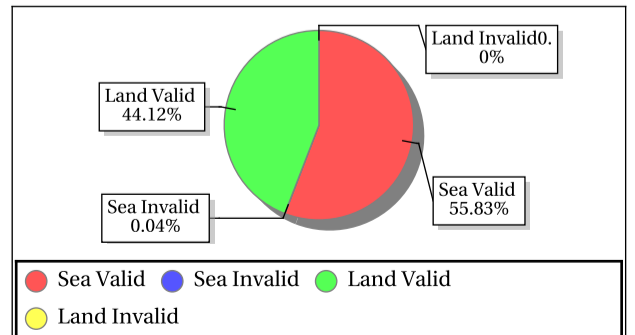 Land Invalid0.
0%
Land Valid
44.12%
Sea Valid
55.83%
Sea Invalid
0.04%
Sea Valid
Sea Invalid
Land Valid
Land Invalid